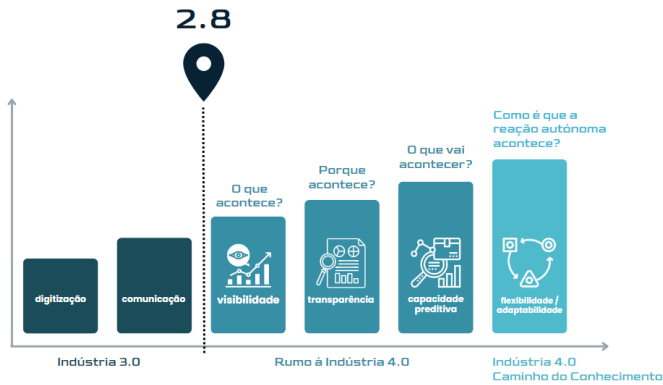 2.8
Como é que a
reação autónoma
acontece?
O que vai
acontecer?
Porque
acontece?
O que
acontece?
digitização
comunicação
visibilidade
transparência
capacidade
preditiva
flexibilidade /
adaptabilidade
Indústria 3.0
Rumo à Indústria 4.0
Indústria 4.0
Caminho do Conhecimento